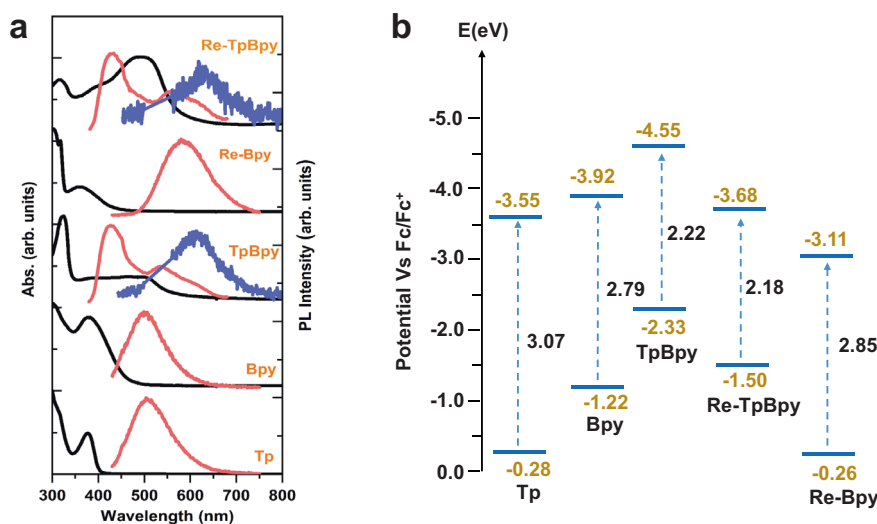 a
Re-TpBpy
Re-Bpy
TpBpy
Bpy
Tp
Abs. (arb. units)
PL Intensity (arb. units)
300 400 500 600 700 800
Wavelength (nm)
b
E(eV)
Potential Vs Fc/Fc⁺
-5.0
-4.0
-3.0
-2.0
-1.0
0.0
-3.55
3.07
-0.28
Tp
-3.92
2.79
-1.22
Bpy
-4.55
2.22
-2.33
TpBpy
-3.68
2.18
-1.50
Re-TpBpy
-3.11
2.85
-0.26
Re-Bpy